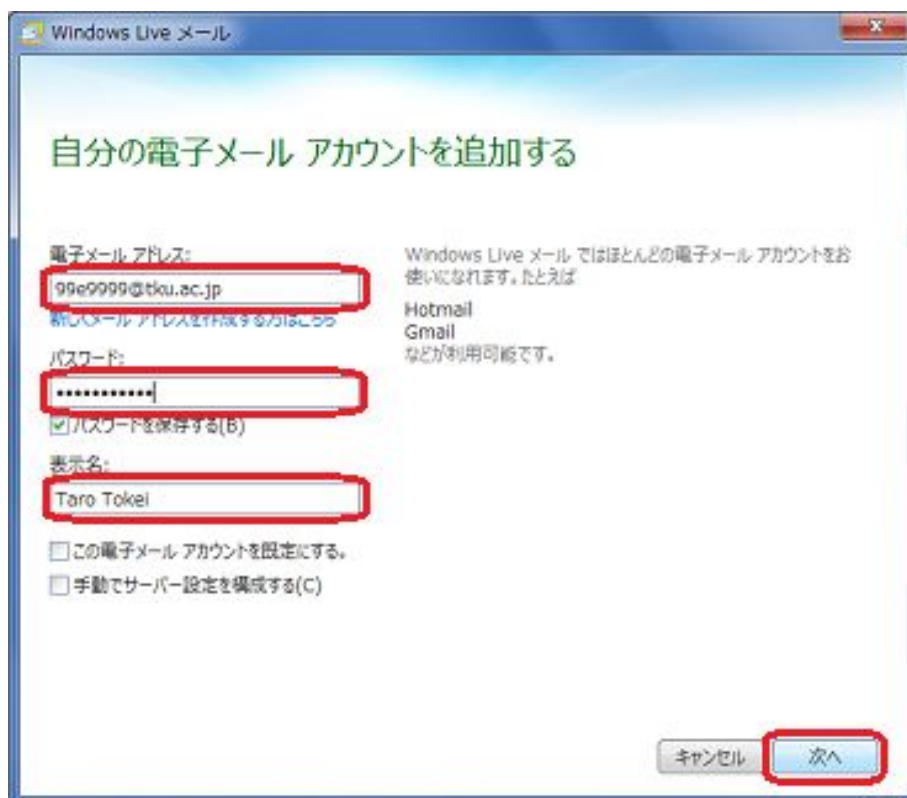 Windows Live メール
自分の電子メール アカウントを追加する
電子メール アドレス:
99e9999@tku.ac.jp
新しくメール アドレスを作成する方はこちら
パスワード:
•••••••••••
パスワードを保存する(B)
表示名:
Taro Tokei
この電子メール アカウントを既定にする。
手動でサーバー設定を構成する(C)
Windows Live メール ではほとんどの電子メール アカウントをお
使いになれます。たとえば
Hotmail
Gmail
などが利用可能です。
キャンセル
次へ